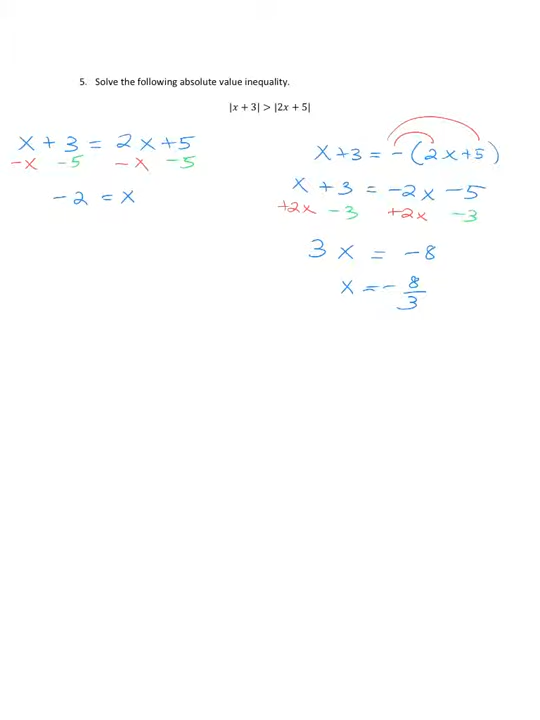 5. Solve the following absolute value inequality.
|x + 3| > |2x + 5|
x + 3 = 2x + 5
-x -5 -x -5
-2 = x
x + 3 = -(2x + 5)
x + 3 = -2x - 5
+2x -3 +2x -3
3x = -8
x = -8/3